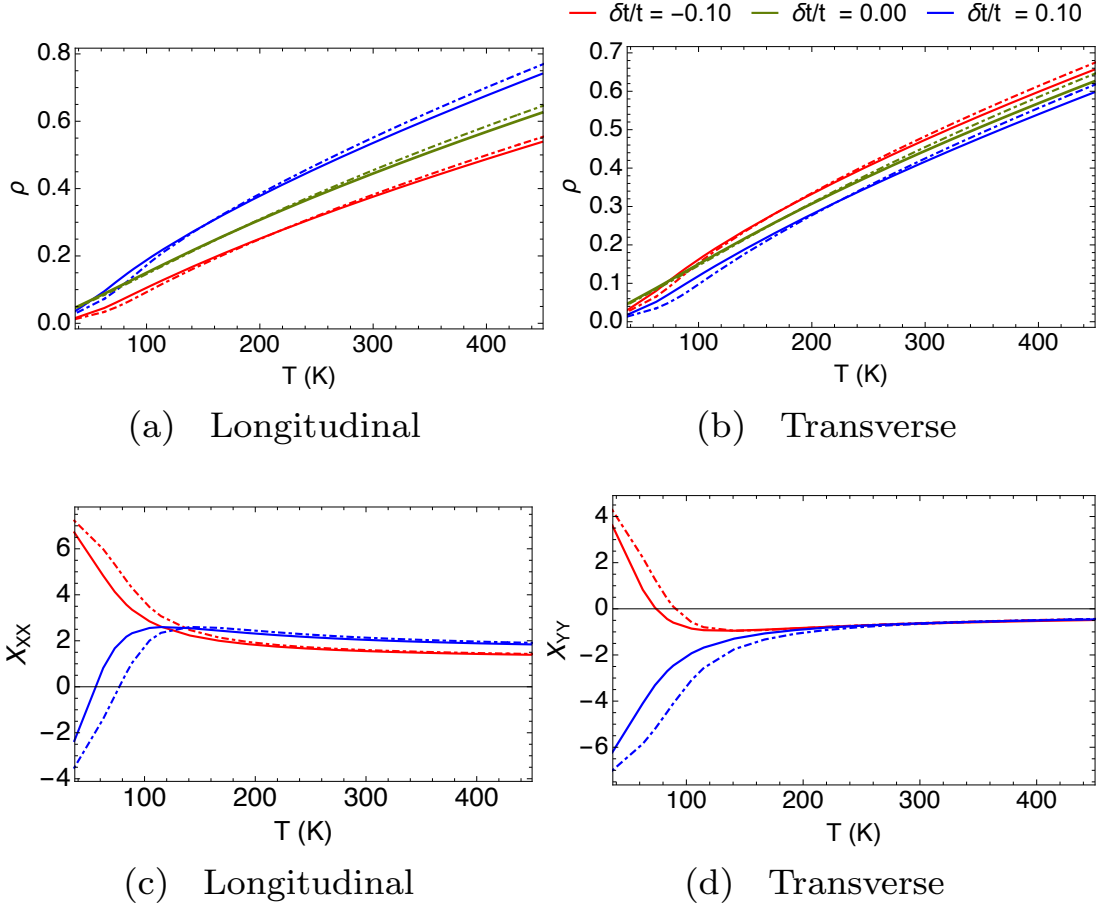 δt/t = −0.10 δt/t = 0.00 δt/t = 0.10
0.8
0.6
0.4
0.2
0.0
ρ
100 200 300 400
T (K)
(a) Longitudinal
0.7
0.6
0.5
0.4
0.3
0.2
0.1
0.0
ρ
100 200 300 400
T (K)
(b) Transverse
6
4
2
0
−2
−4
XXX
100 200 300 400
T (K)
(c) Longitudinal
4
2
0
−2
−4
−6
XYY
100 200 300 400
T (K)
(d) Transverse